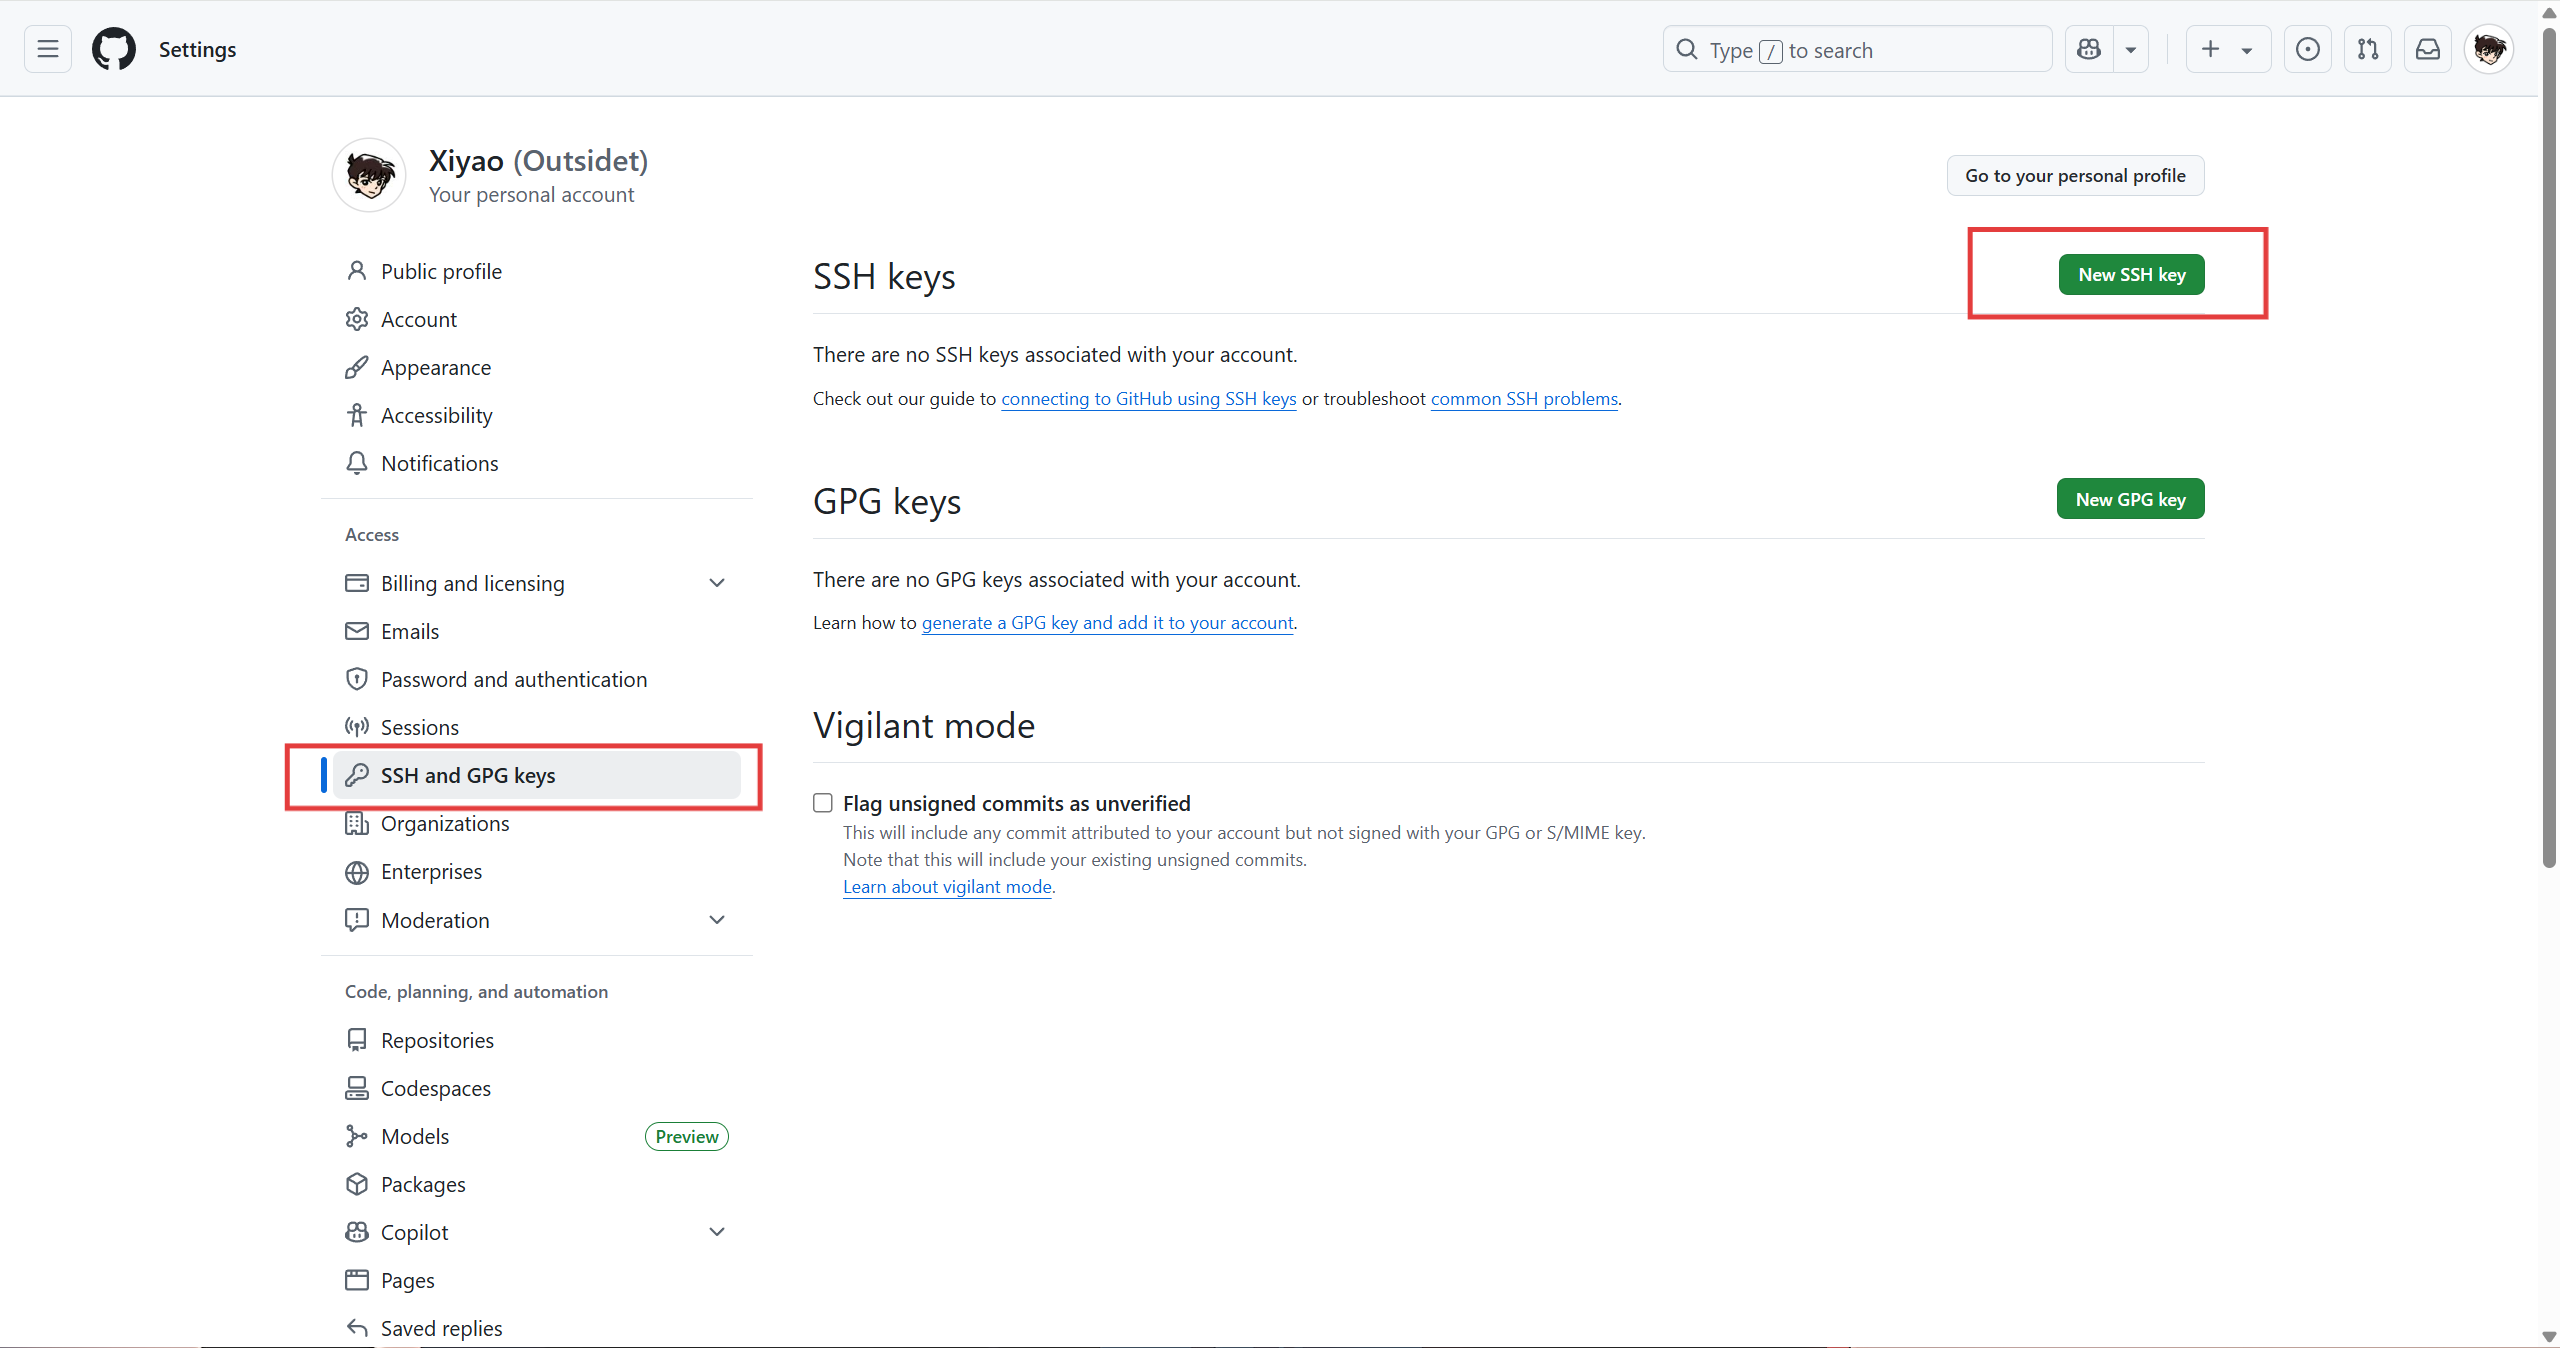 Settings
Type / to search
Xiyao (Outsidet)
Your personal account
Go to your personal profile
Public profile
Account
Appearance
Accessibility
Notifications
Access
Billing and licensing
Emails
Password and authentication
Sessions
SSH and GPG keys
Organizations
Enterprises
Moderation
Code, planning, and automation
Repositories
Codespaces
Models Preview
Packages
Copilot
Pages
Saved replies
SSH keys
New SSH key
There are no SSH keys associated with your account.
Check out our guide to connecting to GitHub using SSH keys or troubleshoot common SSH problems.
GPG keys
New GPG key
There are no GPG keys associated with your account.
Learn how to generate a GPG key and add it to your account.
Vigilant mode
Flag unsigned commits as unverified
This will include any commit attributed to your account but not signed with your GPG or S/MIME key.
Note that this will include your existing unsigned commits.
Learn about vigilant mode.